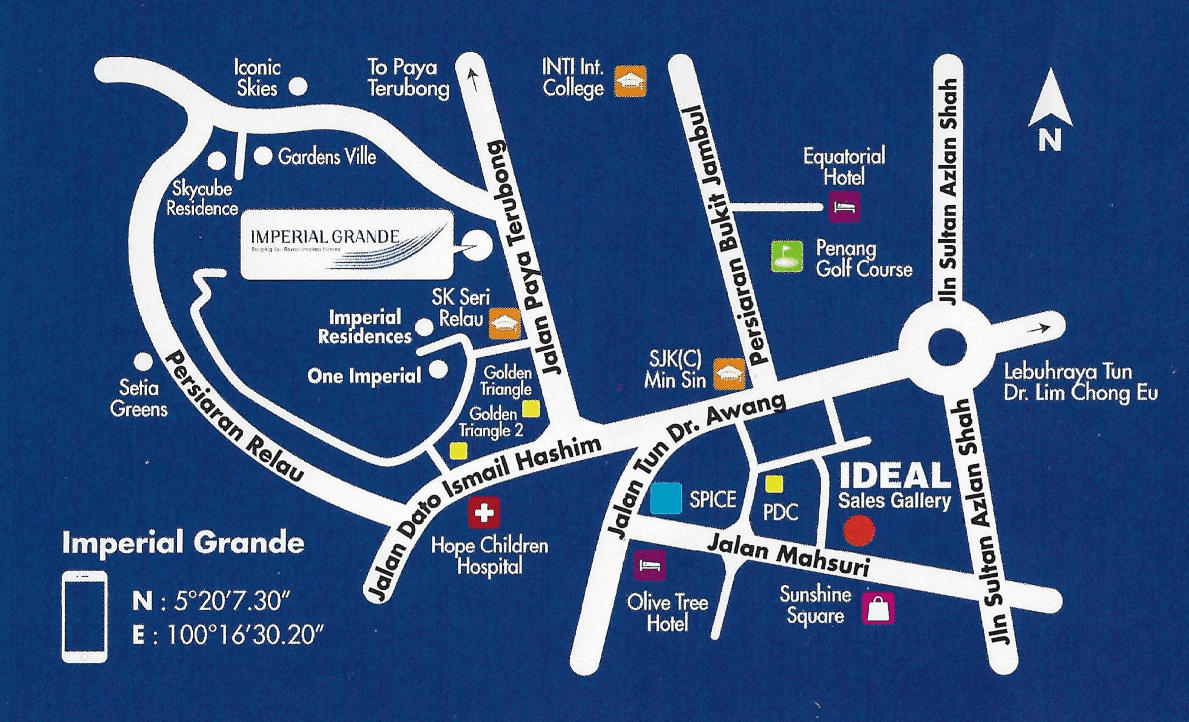 Iconic
Skies
To Paya
Terubong
INTI Int.
College
Jln Sultan Azlan Shah
N
Gardens Ville
Skycube
Residence
Jalan Paya Terubong
Persiaran Bukit Jambul
Equatorial
Hotel
IMPERIAL GRANDE
Penang
Golf Course
SK Seri
Relau
Imperial
Residences
One Imperial
Setia
Greens
Persiaran Relau
Golden
Triangle
Golden
Triangle 2
SJK(C)
Min Sin
Lebuhraya Tun
Dr. Lim Chong Eu
Jalan Tun Dr. Awang
Jalan Dato Ismail Hashim
IDEAL
Sales Gallery
SPICE
PDC
Jln Sultan Azlan Shah
Hope Children
Hospital
Jalan Mahsuri
Olive Tree
Hotel
Sunshine
Square
Imperial Grande
N : 5°20’7.30”
E : 100°16’30.20”